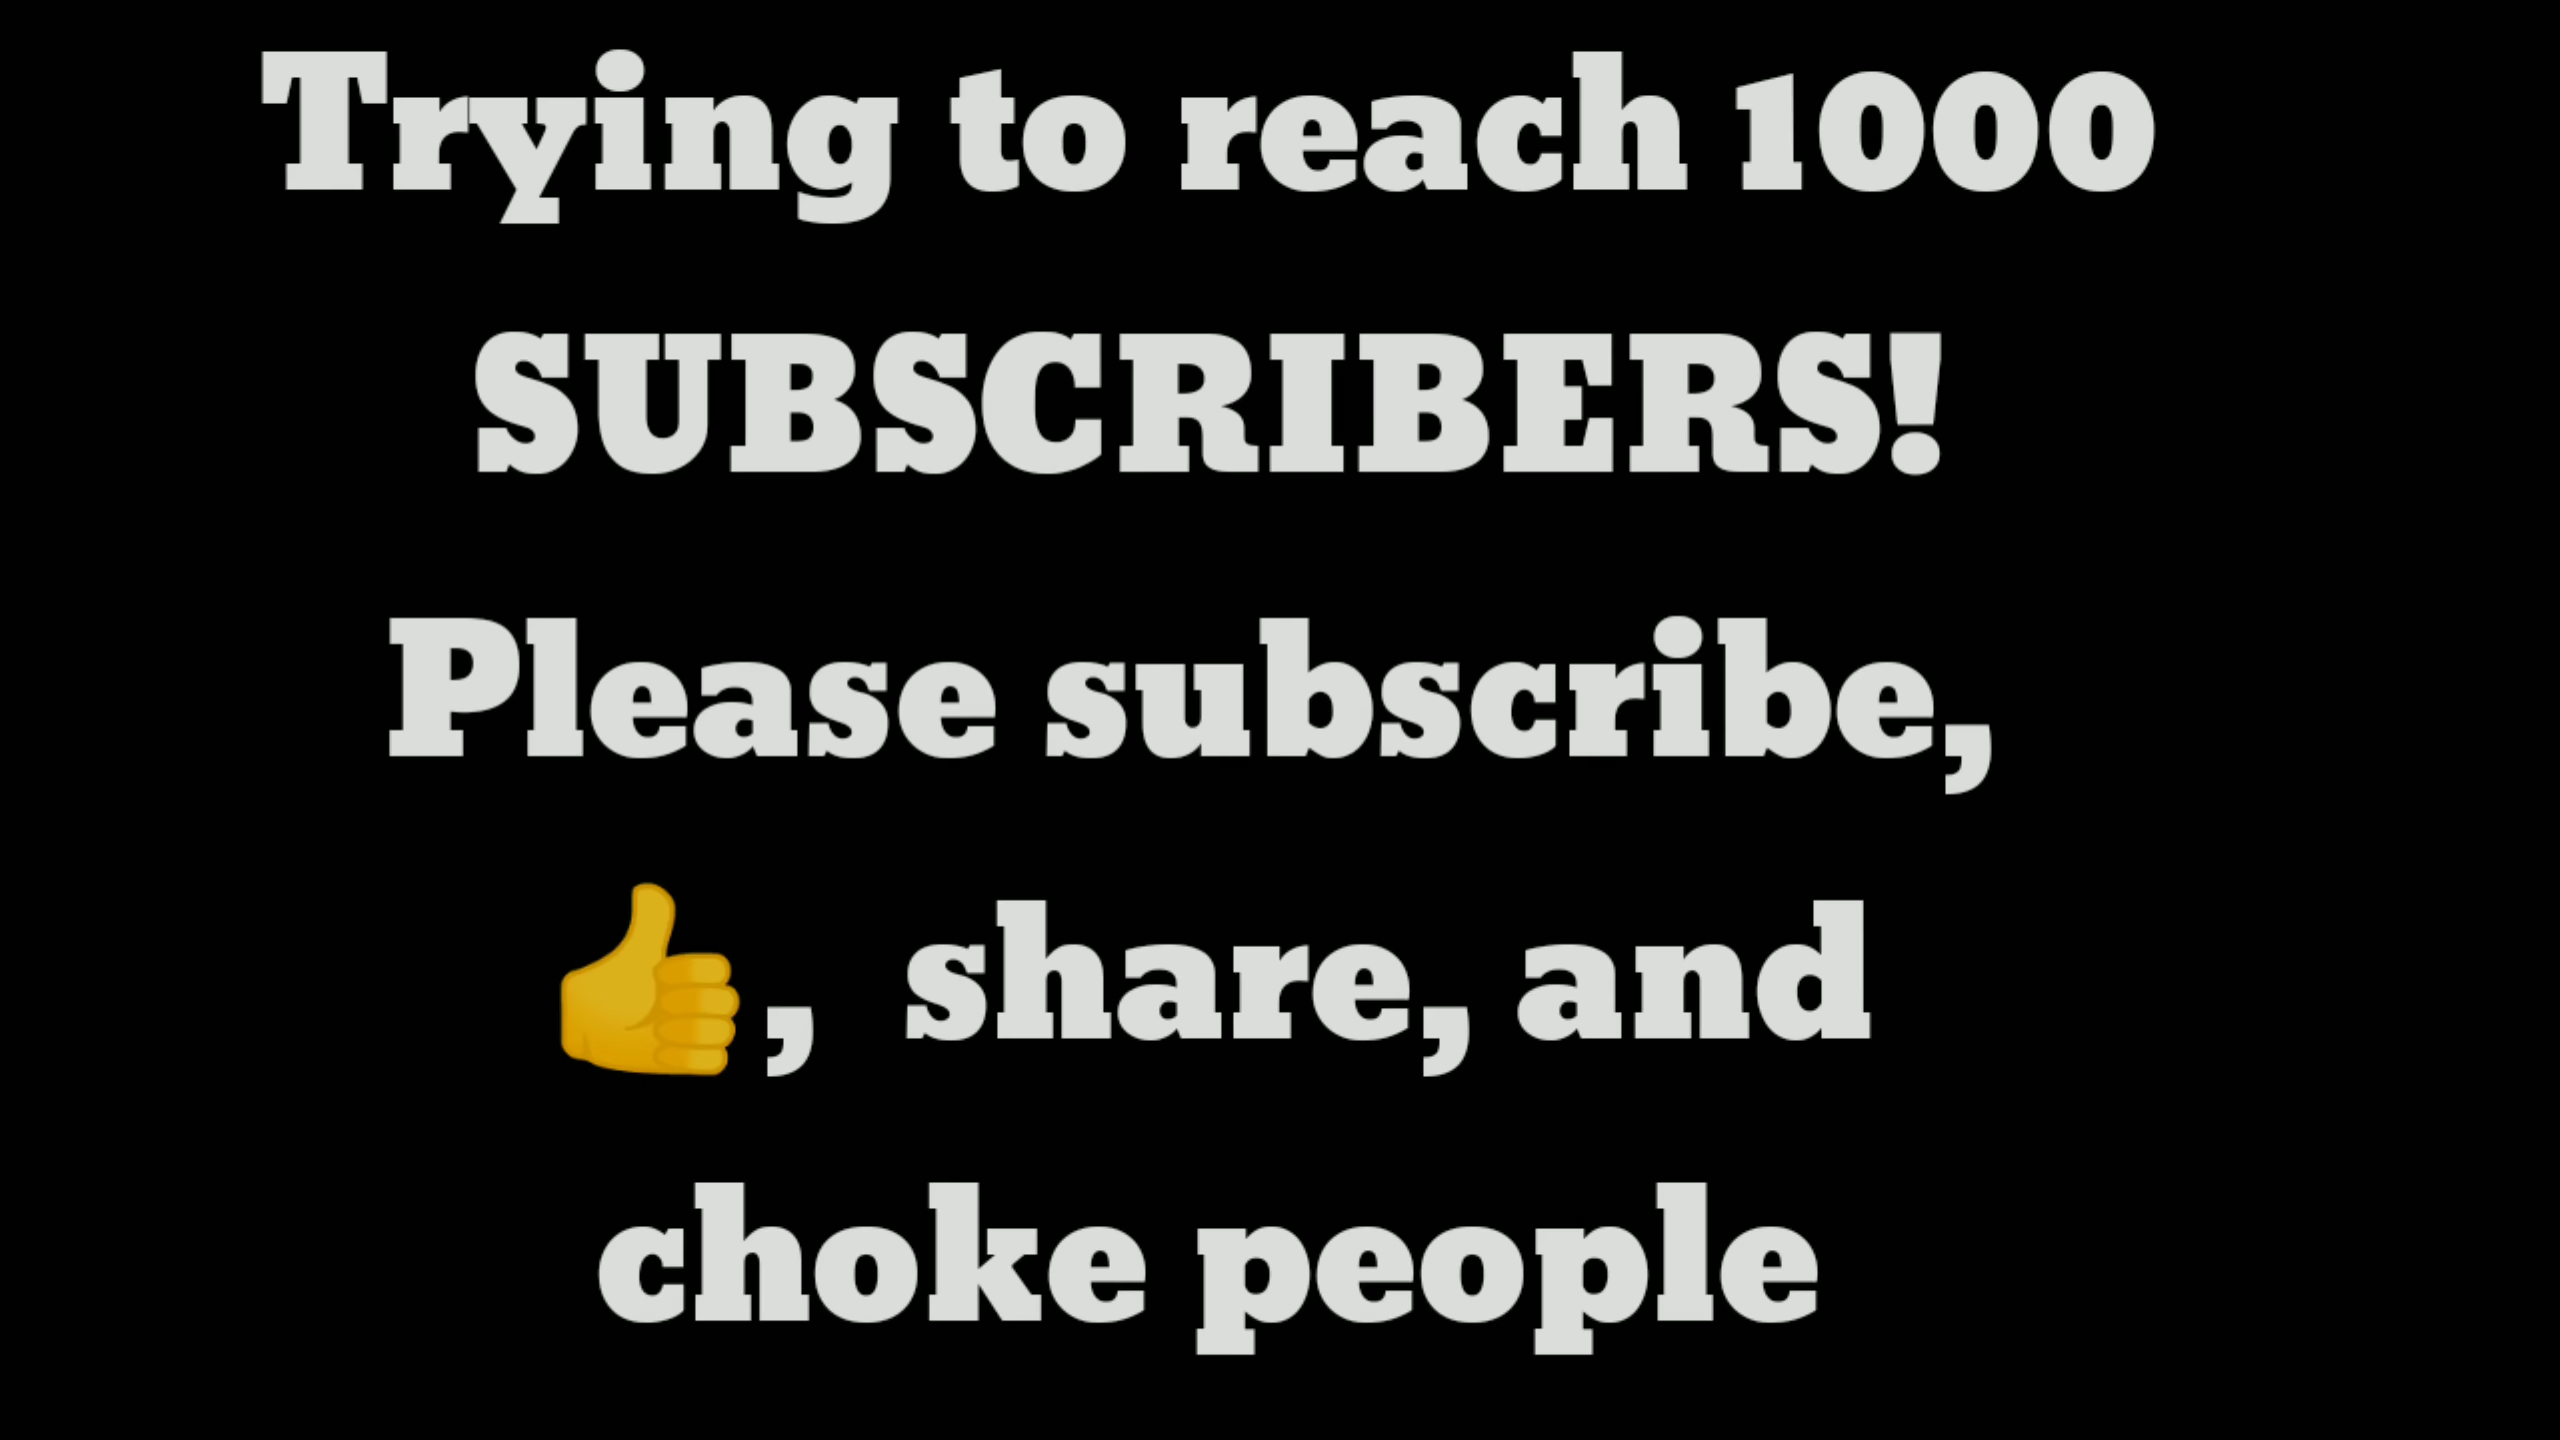 Trying to reach 1000
SUBSCRIBERS!
Please subscribe,
👍, share, and
choke people